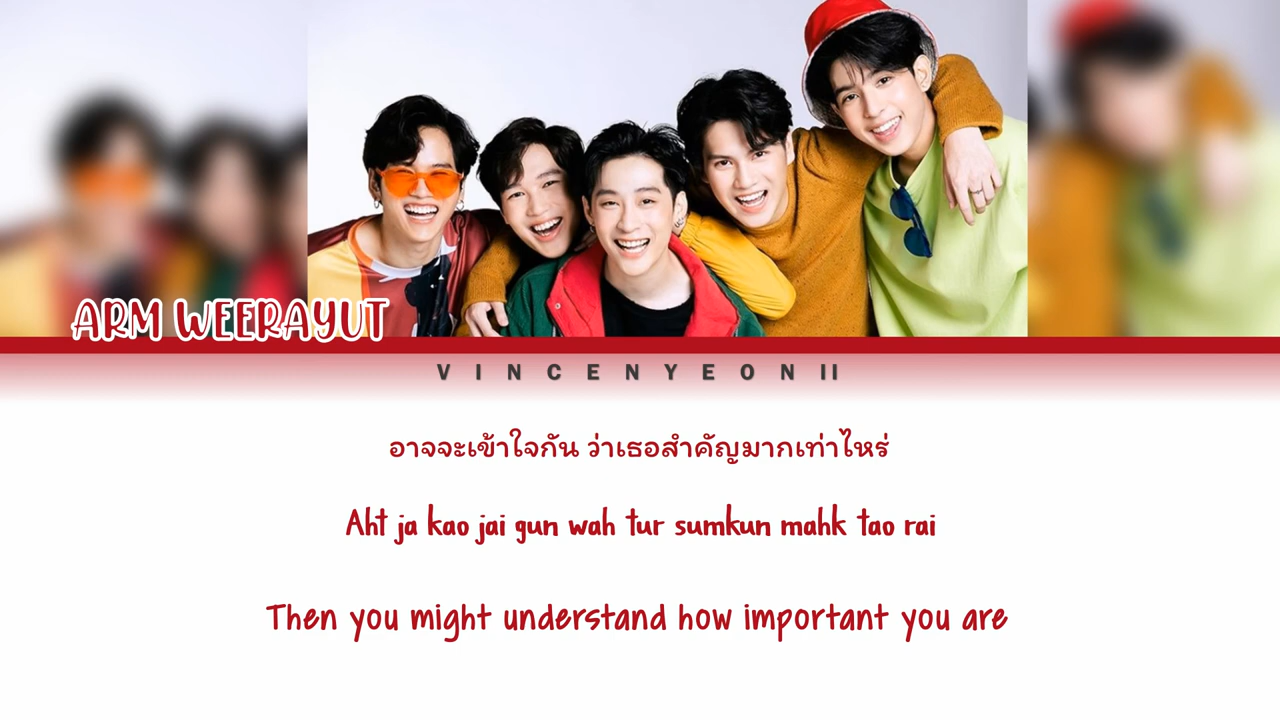 ARM WEERAYUT
VINCENYEON II
อาจจะเข้าใจกัน ว่าเธอสำคัญมากเท่าไหร่
Aht ja kao jai gun wah tur sumkun mahk tao rai
Then you might understand how important you are